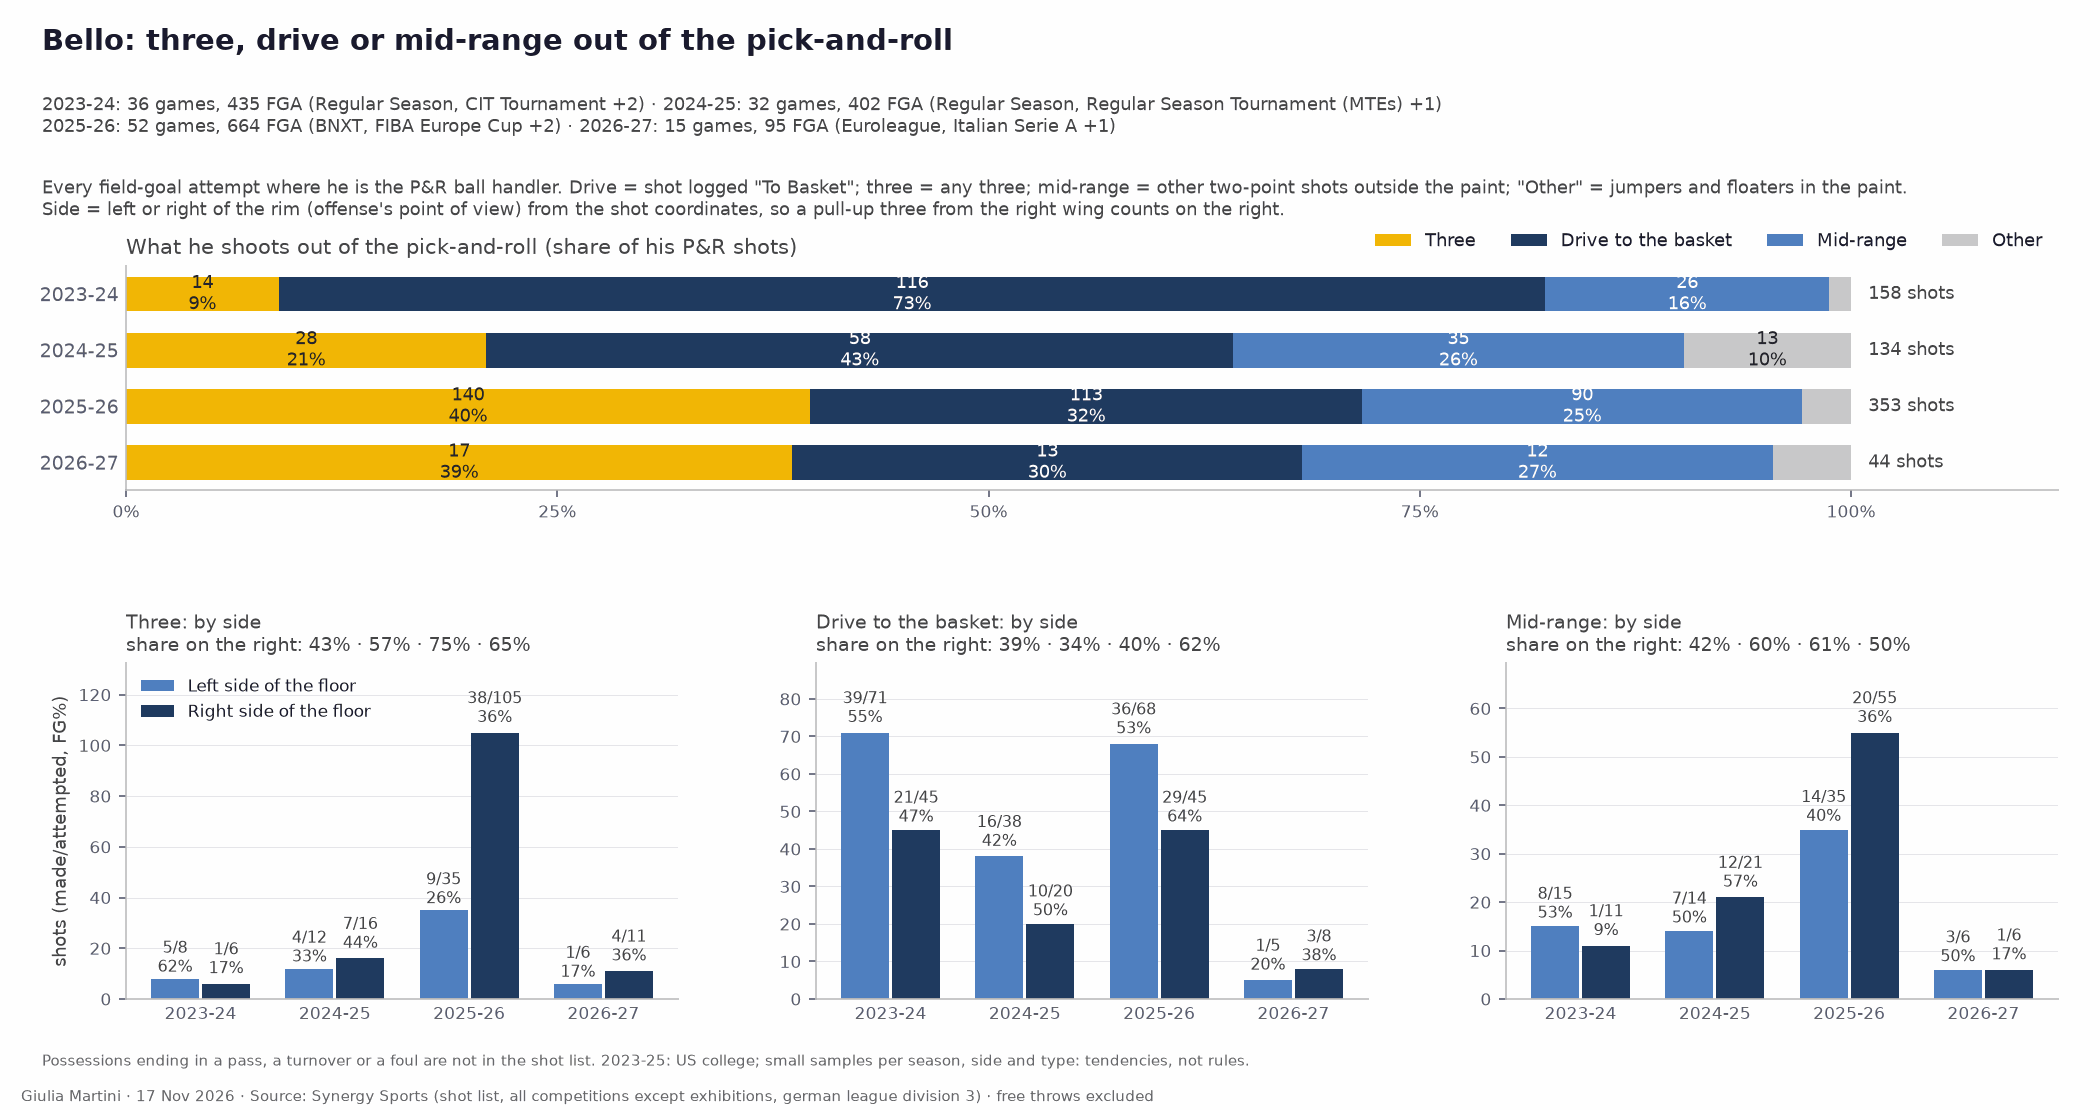 Bello: three, drive or mid-range out of the pick-and-roll
2023-24: 36 games, 435 FGA (Regular Season, CIT Tournament +2) · 2024-25: 32 games, 402 FGA (Regular Season, Regular Season Tournament (MTEs) +1)
2025-26: 52 games, 664 FGA (BNXT, FIBA Europe Cup +2) · 2026-27: 15 games, 95 FGA (Euroleague, Italian Serie A +1)
Every field-goal attempt where he is the P&R ball handler. Drive = shot logged "To Basket"; three = any three; mid-range = other two-point shots outside the paint; "Other" = jumpers and floaters in the paint.
Side = left or right of the rim (offense's point of view) from the shot coordinates, so a pull-up three from the right wing counts on the right.
What he shoots out of the pick-and-roll (share of his P&R shots)
Three Drive to the basket Mid-range Other
14 116 26
2023-24 9% 73% 16% 158 shots
28 58 35 13
2024-25 21% 43% 26% 10% 134 shots
140 113 90
2025-26 40% 32% 25% 353 shots
17 13 12
2026-27 39% 30% 27% 44 shots
0% 25% 50% 75% 100%
Three: by side
share on the right: 43% · 57% · 75% · 65%
shots (made/attempted, FG%)
Left side of the floor
Right side of the floor
120
100
80
60
40
20
0
5/8 1/6 4/12 7/16 9/35 38/105 1/6 4/11
62% 17% 33% 44% 26% 36% 17% 36%
2023-24 2024-25 2025-26 2026-27
Drive to the basket: by side
share on the right: 39% · 34% · 40% · 62%
80
70
60
50
40
30
20
10
0
39/71 21/45 16/38 10/20 36/68 29/45 1/5 3/8
55% 47% 42% 50% 53% 64% 20% 38%
2023-24 2024-25 2025-26 2026-27
Mid-range: by side
share on the right: 42% · 60% · 61% · 50%
60
50
40
30
20
10
0
8/15 1/11 7/14 12/21 14/35 20/55 3/6 1/6
53% 9% 50% 57% 40% 36% 50% 17%
2023-24 2024-25 2025-26 2026-27
Possessions ending in a pass, a turnover or a foul are not in the shot list. 2023-25: US college; small samples per season, side and type: tendencies, not rules.
Giulia Martini · 17 Nov 2026 · Source: Synergy Sports (shot list, all competitions except exhibitions, german league division 3) · free throws excluded